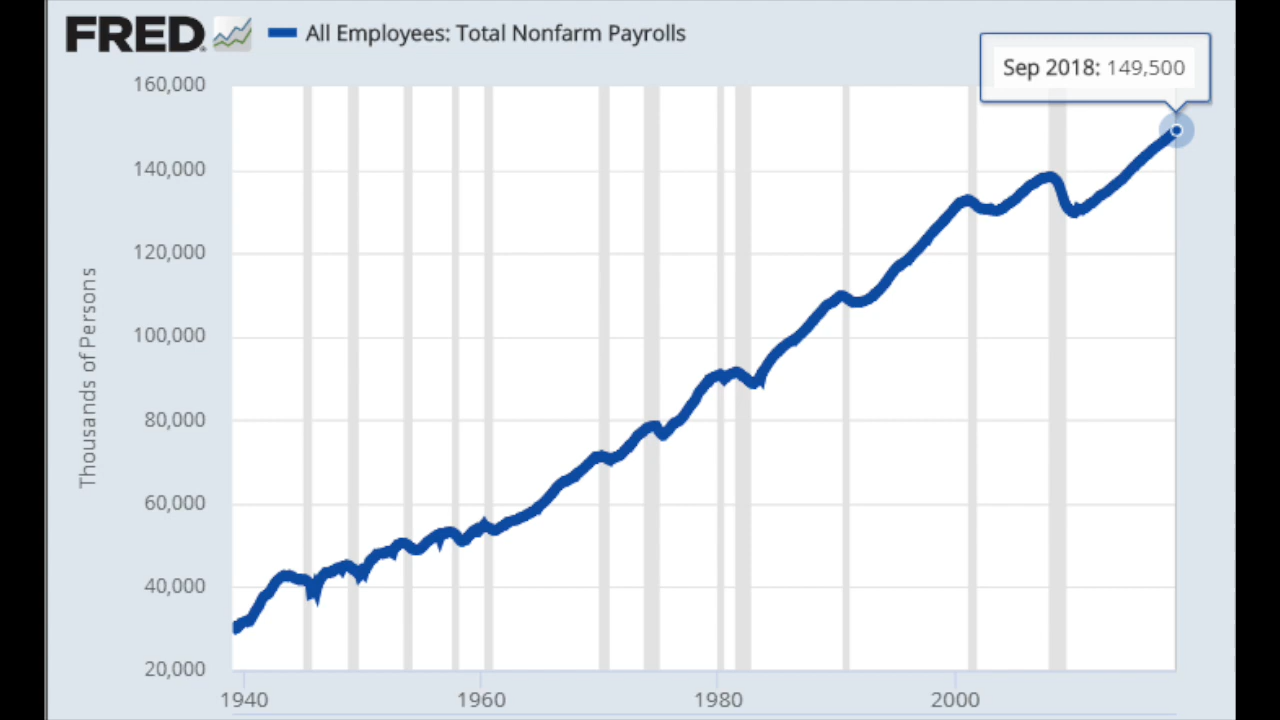 FRED
All Employees: Total Nonfarm Payrolls
Sep 2018: 149,500
160,000
140,000
120,000
100,000
80,000
60,000
40,000
20,000
Thousands of Persons
1940 1960 1980 2000